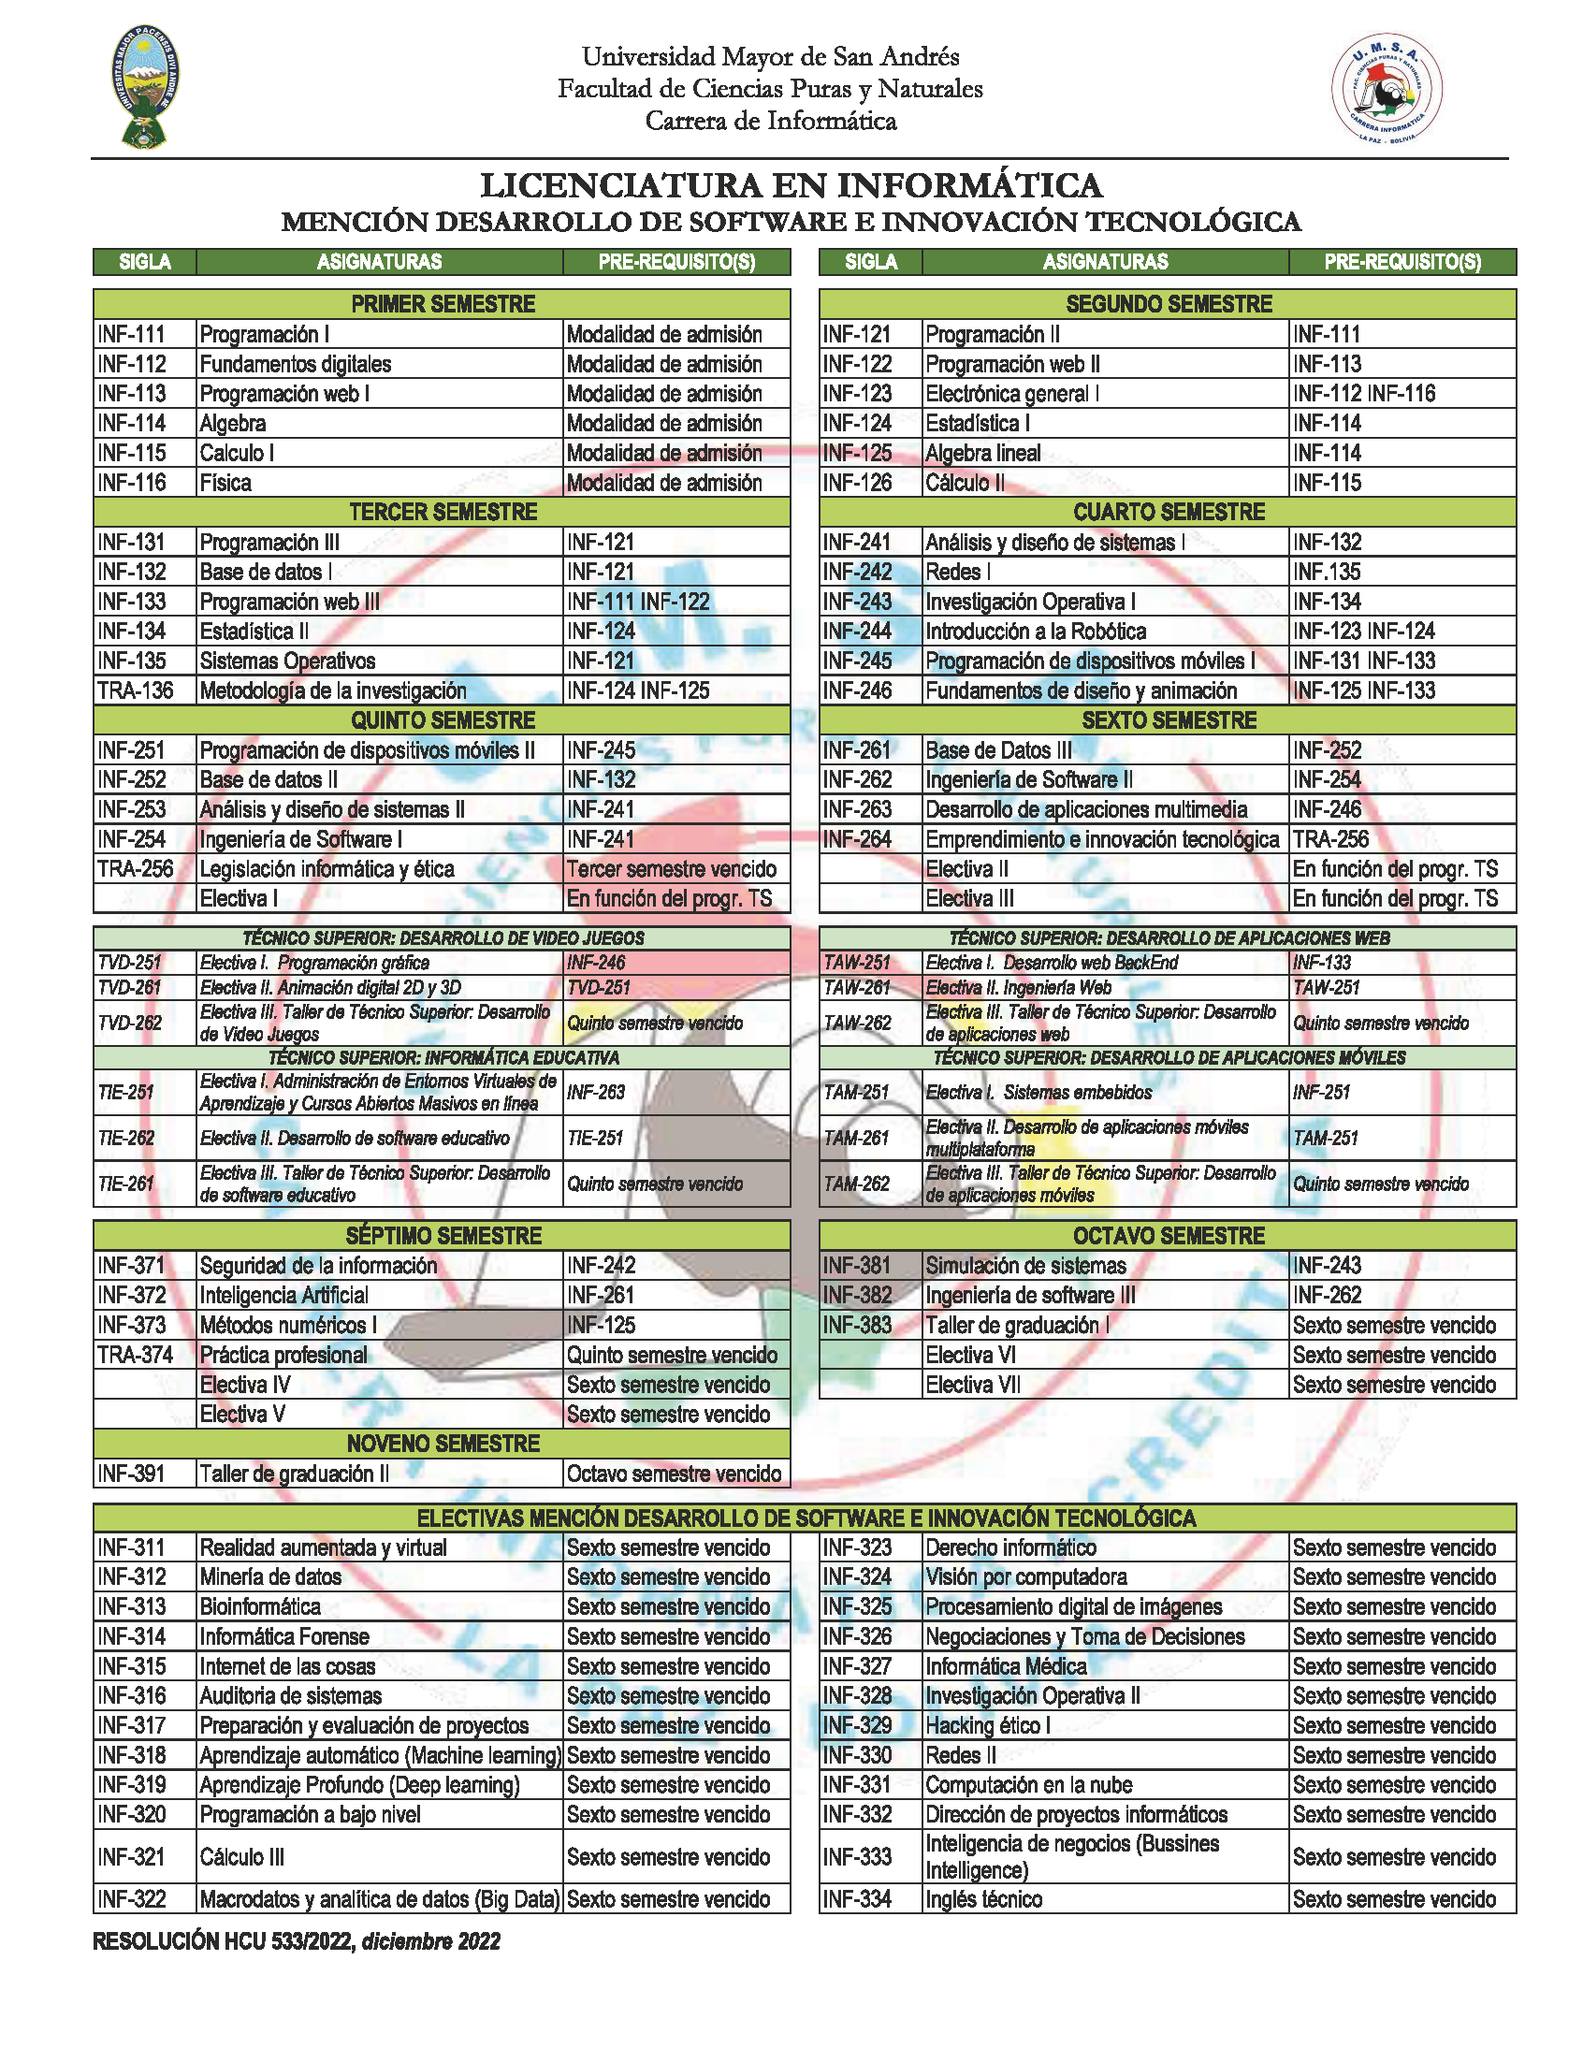 UNIVERSITAS MAJOR PACENSIS DIVI ANDRE AE
Universidad Mayor de San Andrés
Facultad de Ciencias Puras y Naturales
Carrera de Informática
U. M. S. A.
FAC. CIENCIAS PURAS Y NATURALES
CARRERA INFORMATICA
LA PAZ - BOLIVIA
LICENCIATURA EN INFORMÁTICA
MENCIÓN DESARROLLO DE SOFTWARE E INNOVACIÓN TECNOLÓGICA
SIGLA ASIGNATURAS PRE-REQUISITO(S)
PRIMER SEMESTRE
INF-111 Programación I Modalidad de admisión
INF-112 Fundamentos digitales Modalidad de admisión
INF-113 Programación web I Modalidad de admisión
INF-114 Algebra Modalidad de admisión
INF-115 Calculo I Modalidad de admisión
INF-116 Física Modalidad de admisión
TERCER SEMESTRE
INF-131 Programación III INF-121
INF-132 Base de datos I INF-121
INF-133 Programación web III INF-111 INF-122
INF-134 Estadística II INF-124
INF-135 Sistemas Operativos INF-121
TRA-136 Metodología de la investigación INF-124 INF-125
QUINTO SEMESTRE
INF-251 Programación de dispositivos móviles II INF-245
INF-252 Base de datos II INF-132
INF-253 Análisis y diseño de sistemas II INF-241
INF-254 Ingeniería de Software I INF-241
TRA-256 Legislación informática y ética Tercer semestre vencido
Electiva I En función del progr. TS
SIGLA ASIGNATURAS PRE-REQUISITO(S)
SEGUNDO SEMESTRE
INF-121 Programación II INF-111
INF-122 Programación web II INF-113
INF-123 Electrónica general I INF-112 INF-116
INF-124 Estadística I INF-114
INF-125 Algebra lineal INF-114
INF-126 Cálculo II INF-115
CUARTO SEMESTRE
INF-241 Análisis y diseño de sistemas I INF-132
INF-242 Redes I INF.135
INF-243 Investigación Operativa I INF-134
INF-244 Introducción a la Robótica INF-123 INF-124
INF-245 Programación de dispositivos móviles I INF-131 INF-133
INF-246 Fundamentos de diseño y animación INF-125 INF-133
SEXTO SEMESTRE
INF-261 Base de Datos III INF-252
INF-262 Ingeniería de Software II INF-254
INF-263 Desarrollo de aplicaciones multimedia INF-246
INF-264 Emprendimiento e innovación tecnológica TRA-256
Electiva II En función del progr. TS
Electiva III En función del progr. TS
TÉCNICO SUPERIOR: DESARROLLO DE VIDEO JUEGOS
TVD-251 Electiva I. Programación gráfica INF-246
TVD-261 Electiva II. Animación digital 2D y 3D TVD-251
TVD-262 Electiva III. Taller de Técnico Superior: Desarrollo
de Video Juegos Quinto semestre vencido
TÉCNICO SUPERIOR: INFORMÁTICA EDUCATIVA
TIE-251 Electiva I. Administración de Entornos Virtuales de
Aprendizaje y Cursos Abiertos Masivos en línea INF-263
TIE-262 Electiva II. Desarrollo de software educativo TIE-251
TIE-261 Electiva III. Taller de Técnico Superior: Desarrollo
de software educativo Quinto semestre vencido
TÉCNICO SUPERIOR: DESARROLLO DE APLICACIONES WEB
TAW-251 Electiva I. Desarrollo web BackEnd INF-133
TAW-261 Electiva II. Ingeniería Web TAW-251
TAW-262 Electiva III. Taller de Técnico Superior: Desarrollo
de aplicaciones web Quinto semestre vencido
TÉCNICO SUPERIOR: DESARROLLO DE APLICACIONES MÓVILES
TAM-251 Electiva I. Sistemas embebidos INF-251
TAM-261 Electiva II. Desarrollo de aplicaciones móviles
multiplataforma TAM-251
TAM-262 Electiva III. Taller de Técnico Superior: Desarrollo
de aplicaciones móviles Quinto semestre vencido
SÉPTIMO SEMESTRE
INF-371 Seguridad de la información INF-242
INF-372 Inteligencia Artificial INF-261
INF-373 Métodos numéricos I INF-125
TRA-374 Práctica profesional Quinto semestre vencido
Electiva IV Sexto semestre vencido
Electiva V Sexto semestre vencido
NOVENO SEMESTRE
INF-391 Taller de graduación II Octavo semestre vencido
OCTAVO SEMESTRE
INF-381 Simulación de sistemas INF-243
INF-382 Ingeniería de software III INF-262
INF-383 Taller de graduación I Sexto semestre vencido
Electiva VI Sexto semestre vencido
Electiva VII Sexto semestre vencido
ELECTIVAS MENCIÓN DESARROLLO DE SOFTWARE E INNOVACIÓN TECNOLÓGICA
INF-311 Realidad aumentada y virtual Sexto semestre vencido
INF-312 Minería de datos Sexto semestre vencido
INF-313 Bioinformática Sexto semestre vencido
INF-314 Informática Forense Sexto semestre vencido
INF-315 Internet de las cosas Sexto semestre vencido
INF-316 Auditoria de sistemas Sexto semestre vencido
INF-317 Preparación y evaluación de proyectos Sexto semestre vencido
INF-318 Aprendizaje automático (Machine learning) Sexto semestre vencido
INF-319 Aprendizaje Profundo (Deep learning) Sexto semestre vencido
INF-320 Programación a bajo nivel Sexto semestre vencido
INF-321 Cálculo III Sexto semestre vencido
INF-322 Macrodatos y analítica de datos (Big Data) Sexto semestre vencido
INF-323 Derecho informático Sexto semestre vencido
INF-324 Visión por computadora Sexto semestre vencido
INF-325 Procesamiento digital de imágenes Sexto semestre vencido
INF-326 Negociaciones y Toma de Decisiones Sexto semestre vencido
INF-327 Informática Médica Sexto semestre vencido
INF-328 Investigación Operativa II Sexto semestre vencido
INF-329 Hacking ético I Sexto semestre vencido
INF-330 Redes II Sexto semestre vencido
INF-331 Computación en la nube Sexto semestre vencido
INF-332 Dirección de proyectos informáticos Sexto semestre vencido
INF-333 Inteligencia de negocios (Bussines
Intelligence) Sexto semestre vencido
INF-334 Inglés técnico Sexto semestre vencido
RESOLUCIÓN HCU 533/2022, diciembre 2022